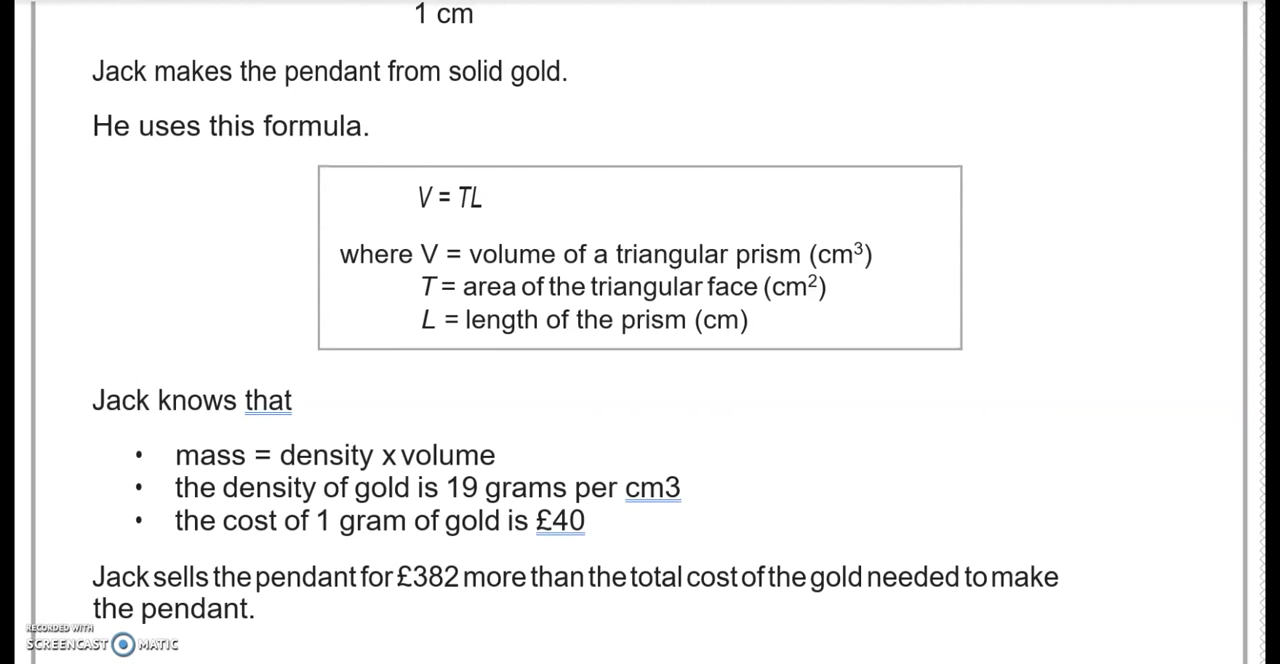 1 cm
Jack makes the pendant from solid gold.
He uses this formula.
V = TL
where V = volume of a triangular prism (cm³)
T = area of the triangular face (cm²)
L = length of the prism (cm)
Jack knows that
• mass = density x volume
• the density of gold is 19 grams per cm3
• the cost of 1 gram of gold is £40
Jack sells the pendant for £382 more than the total cost of the gold needed to make
the pendant.
RECORDED WITH
SCREENCAST MATIC